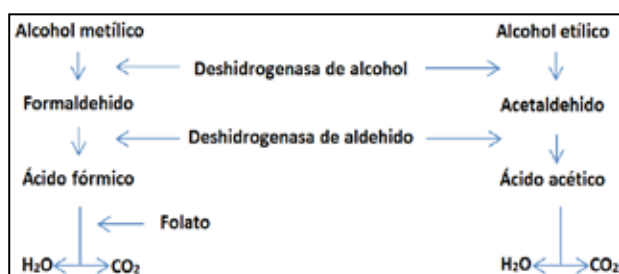 Alcohol metílico Alcohol etílico
Deshidrogenasa de alcohol
Formaldehido Acetaldehido
Deshidrogenasa de aldehido
Ácido fórmico Ácido acético
Folato
H₂O CO₂ H₂O CO₂